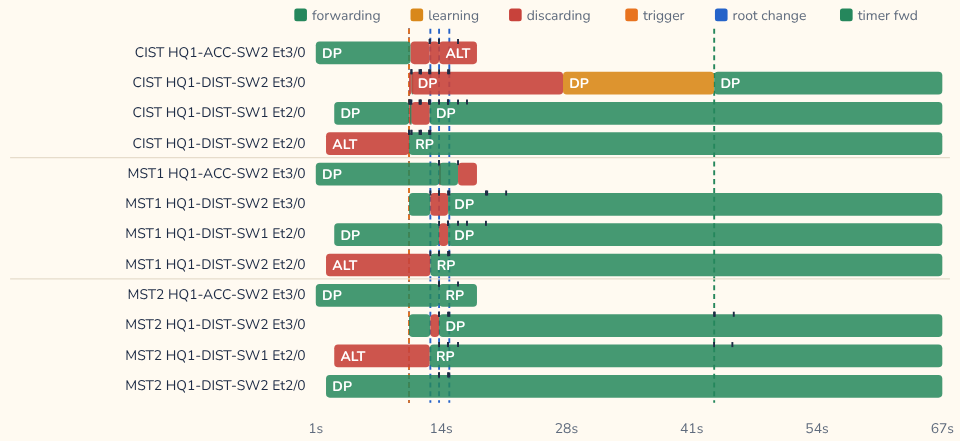 forwarding learning discarding trigger root change timer fwd
CIST HQ1-ACC-SW2 Et3/0 DP ALT
CIST HQ1-DIST-SW2 Et3/0 DP DP DP
CIST HQ1-DIST-SW1 Et2/0 DP DP
CIST HQ1-DIST-SW2 Et2/0 ALT RP
MST1 HQ1-ACC-SW2 Et3/0 DP
MST1 HQ1-DIST-SW2 Et3/0 DP
MST1 HQ1-DIST-SW1 Et2/0 DP DP
MST1 HQ1-DIST-SW2 Et2/0 ALT RP
MST2 HQ1-ACC-SW2 Et3/0 DP RP
MST2 HQ1-DIST-SW2 Et3/0 DP
MST2 HQ1-DIST-SW1 Et2/0 ALT RP
MST2 HQ1-DIST-SW2 Et2/0 DP
1s 14s 28s 41s 54s 67s